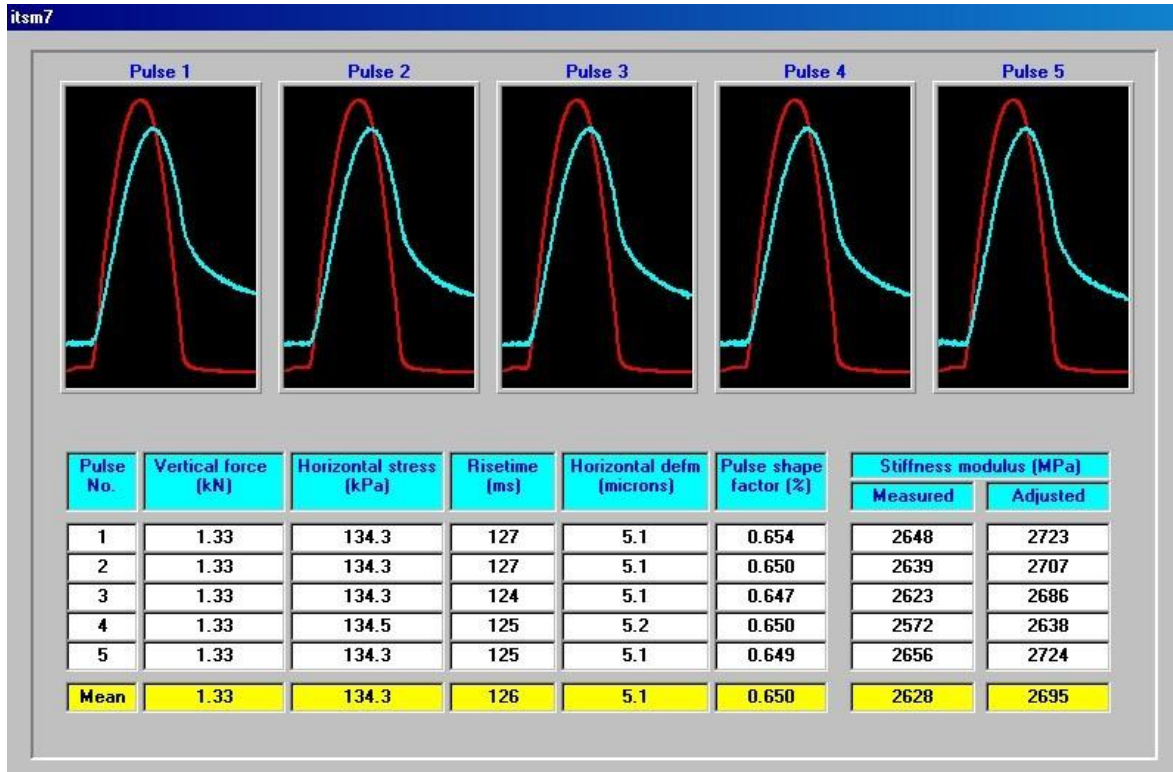 itsm7
Pulse 1 Pulse 2 Pulse 3 Pulse 4 Pulse 5
Pulse No. Vertical force (kN) Horizontal stress (kPa) Risetime (ms) Horizontal defm (microns) Pulse shape factor (%) Stiffness modulus (MPa)
Measured Adjusted
1 1.33 134.3 127 5.1 0.654 2648 2723
2 1.33 134.3 127 5.1 0.650 2639 2707
3 1.33 134.3 124 5.1 0.647 2623 2686
4 1.33 134.5 125 5.2 0.650 2572 2638
5 1.33 134.3 125 5.1 0.649 2656 2724
Mean 1.33 134.3 126 5.1 0.650 2628 2695